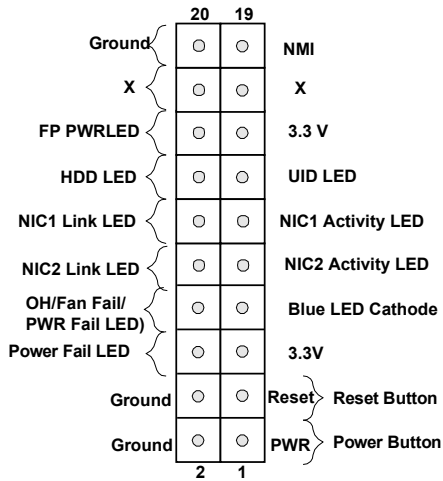 20 19
Ground NMI
X X
FP PWRLED 3.3 V
HDD LED UID LED
NIC1 Link LED NIC1 Activity LED
NIC2 Link LED NIC2 Activity LED
OH/Fan Fail/
PWR Fail LED) Blue LED Cathode
Power Fail LED 3.3V
Ground Reset Reset Button
Ground PWR Power Button
2 1